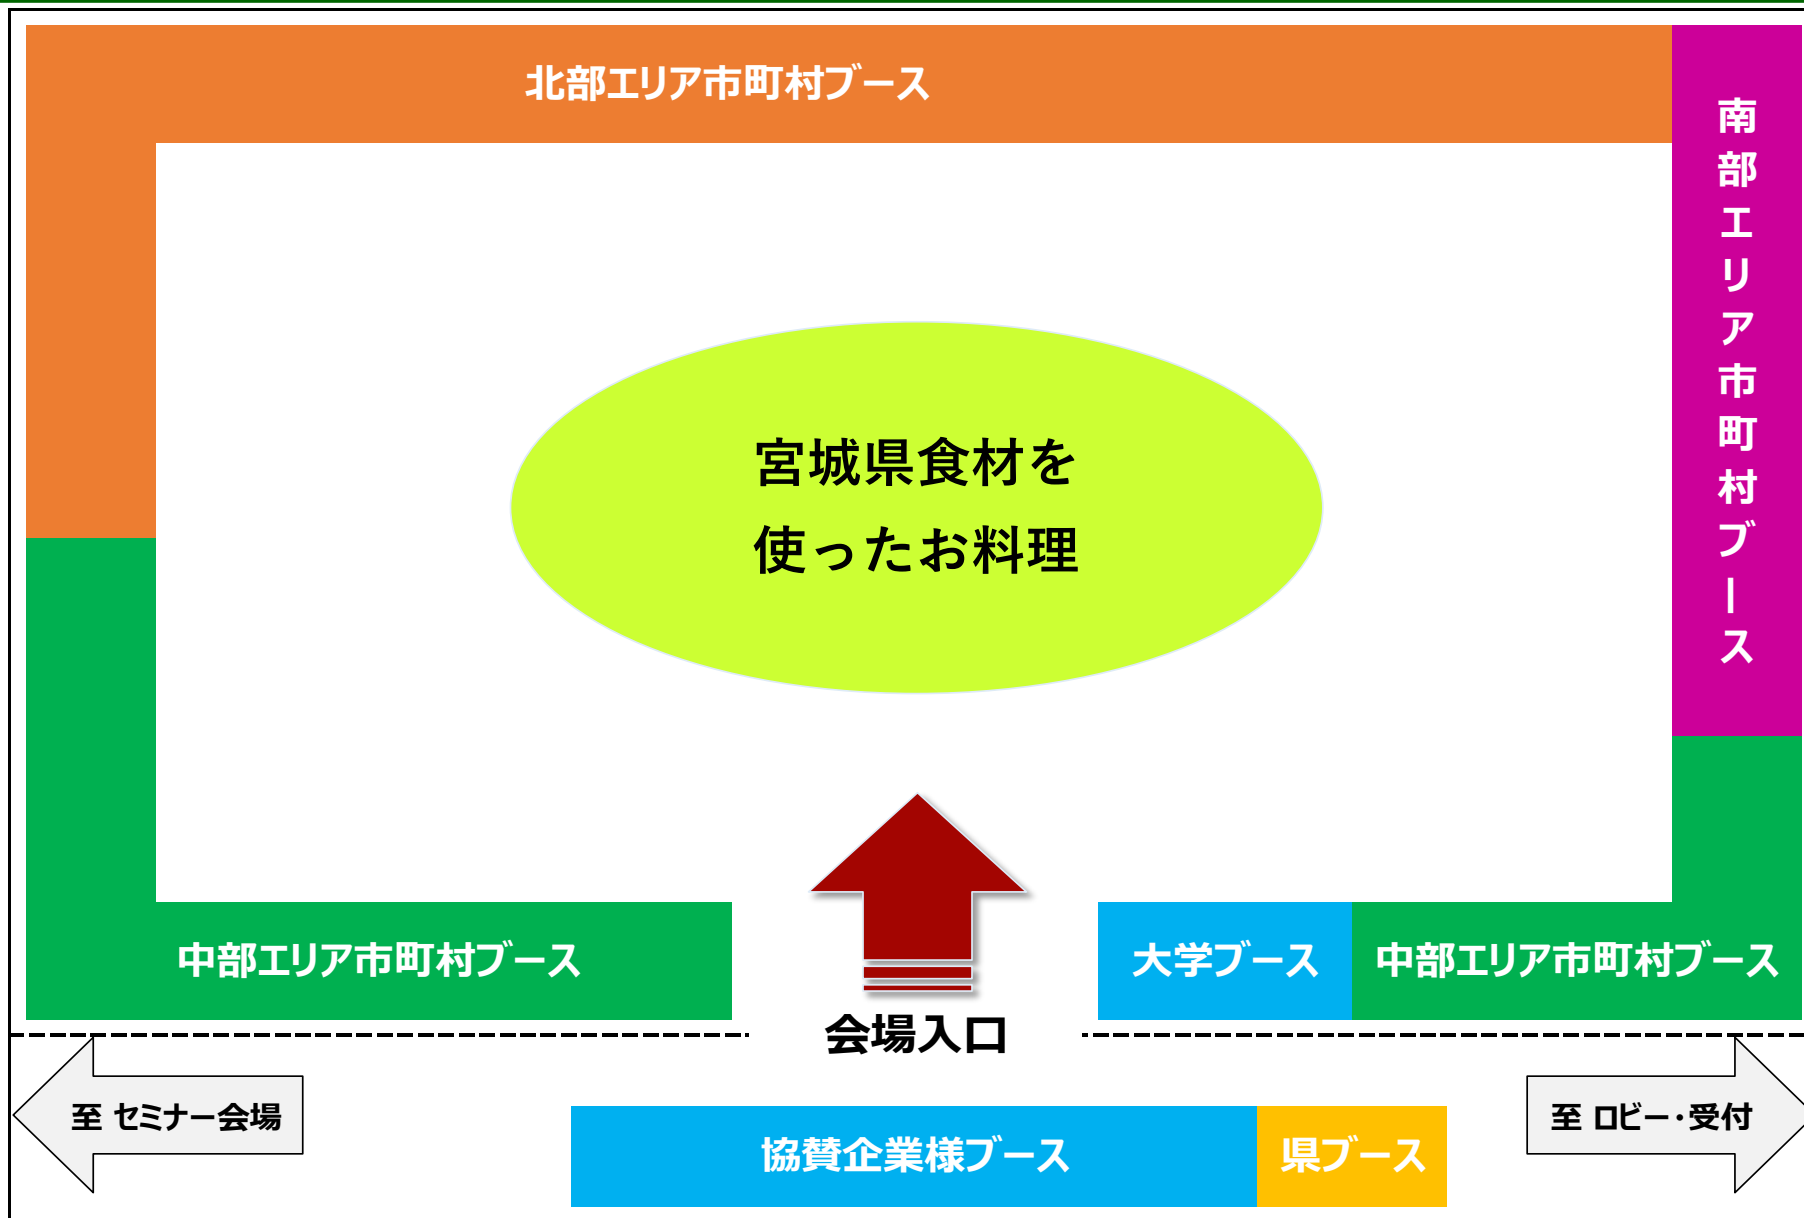 北部エリア市町村ブース
南部エリア市町村ブース
宮城県食材を
使ったお料理
中部エリア市町村ブース
大学ブース
中部エリア市町村ブース
会場入口
至 セミナー会場
至 ロビー・受付
協賛企業様ブース
県ブース